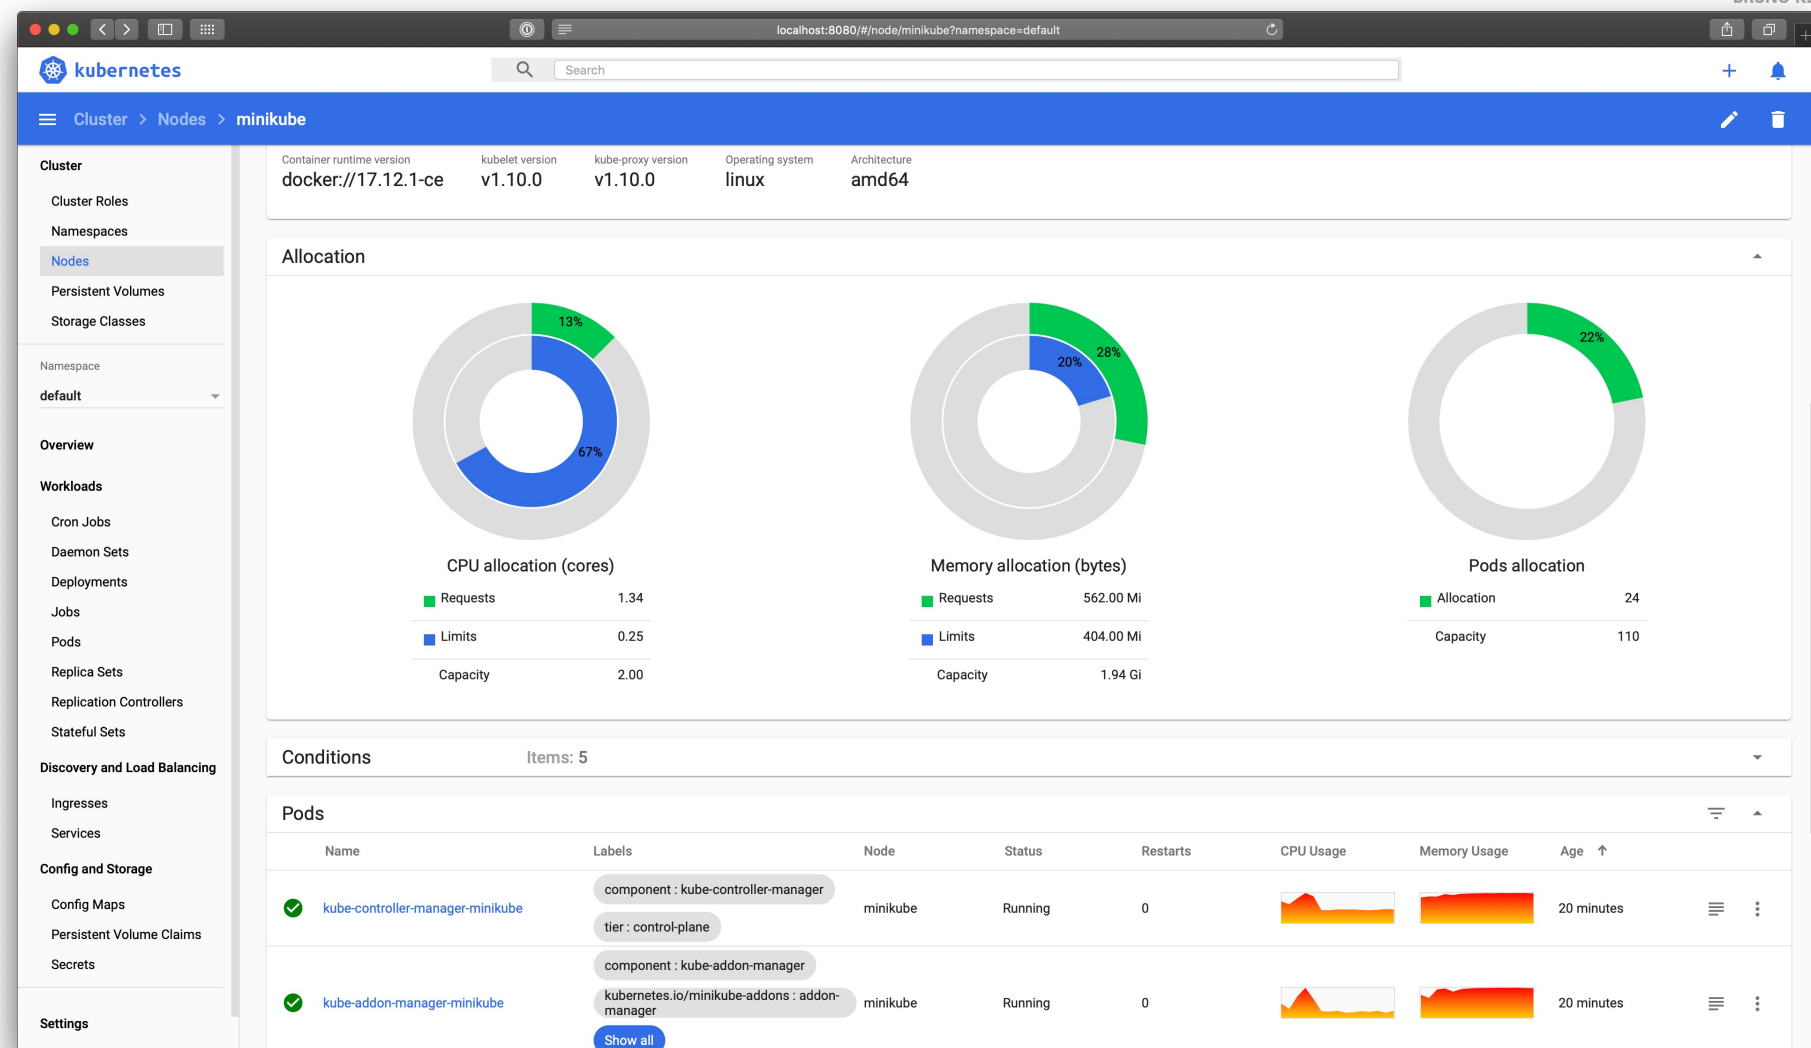 localhost:8080/#/node/minikube?namespace=default
kubernetes
Search
Cluster > Nodes > minikube
Cluster
Cluster Roles
Namespaces
Nodes
Persistent Volumes
Storage Classes
Namespace
default
Overview
Workloads
Cron Jobs
Daemon Sets
Deployments
Jobs
Pods
Replica Sets
Replication Controllers
Stateful Sets
Discovery and Load Balancing
Ingresses
Services
Config and Storage
Config Maps
Persistent Volume Claims
Secrets
Settings
Container runtime version kubelet version kube-proxy version Operating system Architecture
docker://17.12.1-ce v1.10.0 v1.10.0 linux amd64
Allocation
13%
67%
CPU allocation (cores)
Requests 1.34
Limits 0.25
Capacity 2.00
28%
20%
Memory allocation (bytes)
Requests 562.00 Mi
Limits 404.00 Mi
Capacity 1.94 Gi
22%
Pods allocation
Allocation 24
Capacity 110
Conditions Items: 5
Pods
Name Labels Node Status Restarts CPU Usage Memory Usage Age
component : kube-controller-manager
kube-controller-manager-minikube minikube Running 0 20 minutes
tier : control-plane
component : kube-addon-manager
kubernetes.io/minikube-addons : addon-
manager
kube-addon-manager-minikube minikube Running 0 20 minutes
Show all